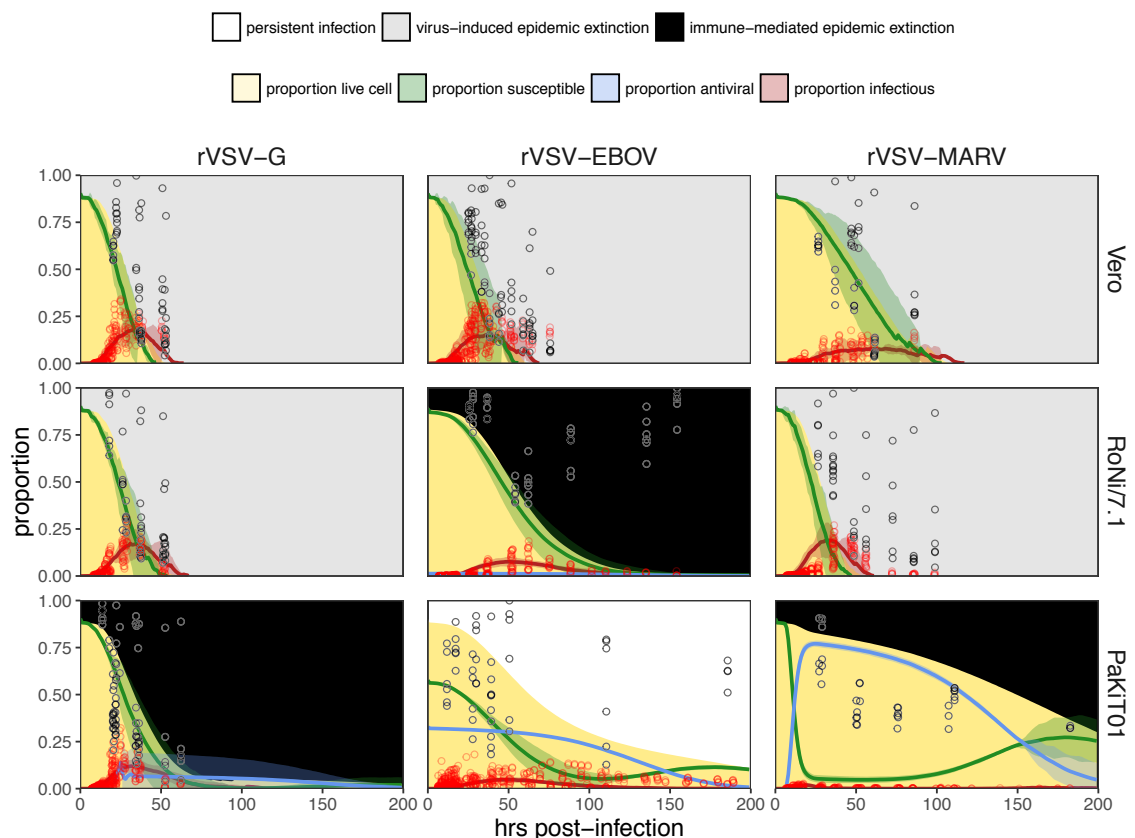 persistent infection virus−induced epidemic extinction immune−mediated epidemic extinction
proportion live cell proportion susceptible proportion antiviral proportion infectious
rVSV−G rVSV−EBOV rVSV−MARV
1.00
0.75
0.50
0.25
0.00
Vero
1.00
0.75
0.50
0.25
0.00
RoNi/7.1
1.00
0.75
0.50
0.25
0.00
PaKiT01
proportion
0 50 100 150 200 0 50 100 150 200 0 50 100 150 200
hrs post−infection